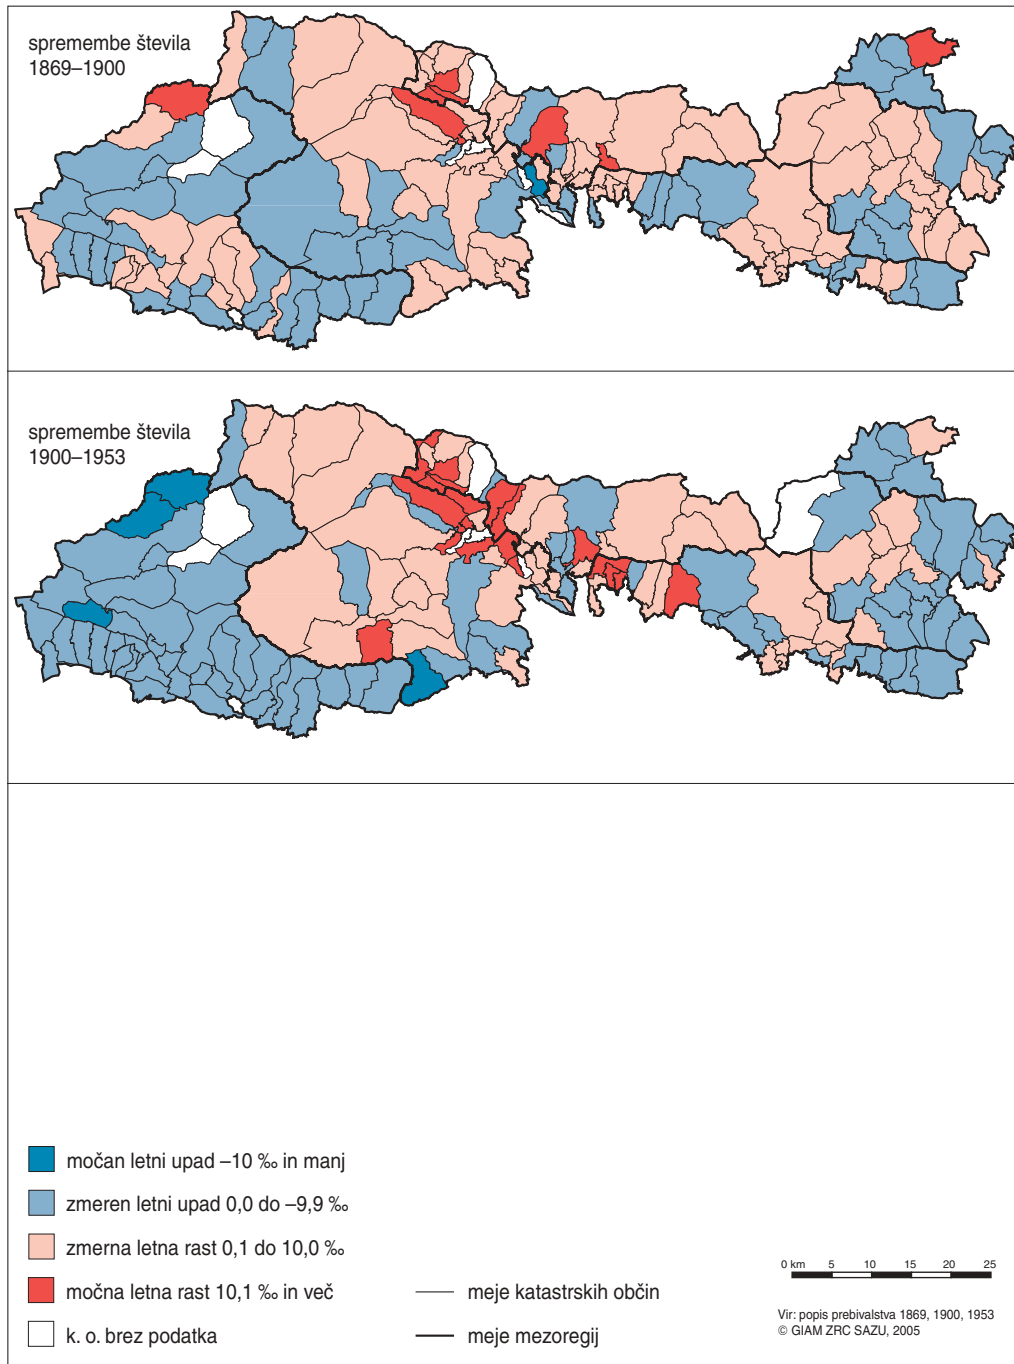 spremembe števila
1869–1900
spremembe števila
1900–1953
močan letni upad –10 ‰ in manj
zmeren letni upad 0,0 do –9,9 ‰
zmerna letna rast 0,1 do 10,0 ‰
močna letna rast 10,1 ‰ in več
k. o. brez podatka
meje katastrskih občin
meje mezoregij
0 km 5 10 15 20 25
Vir: popis prebivalstva 1869, 1900, 1953
© GIAM ZRC SAZU, 2005